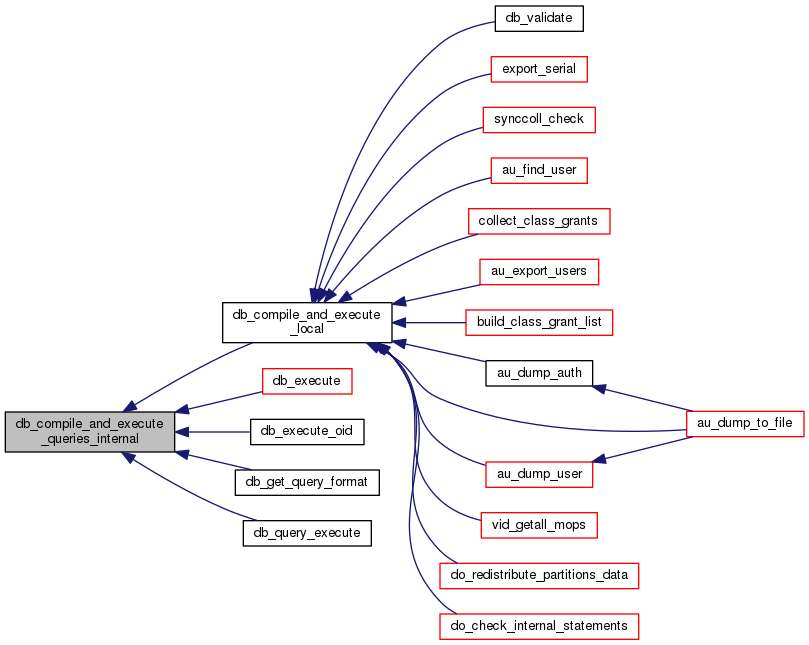 db_validate
export_serial
synccoll_check
au_find_user
collect_class_grants
au_export_users
db_compile_and_execute
_local
build_class_grant_list
au_dump_auth
db_execute
db_compile_and_execute
_queries_internal
db_execute_oid
au_dump_to_file
db_get_query_format
au_dump_user
db_query_execute
vid_getall_mops
do_redistribute_partitions_data
do_check_internal_statements